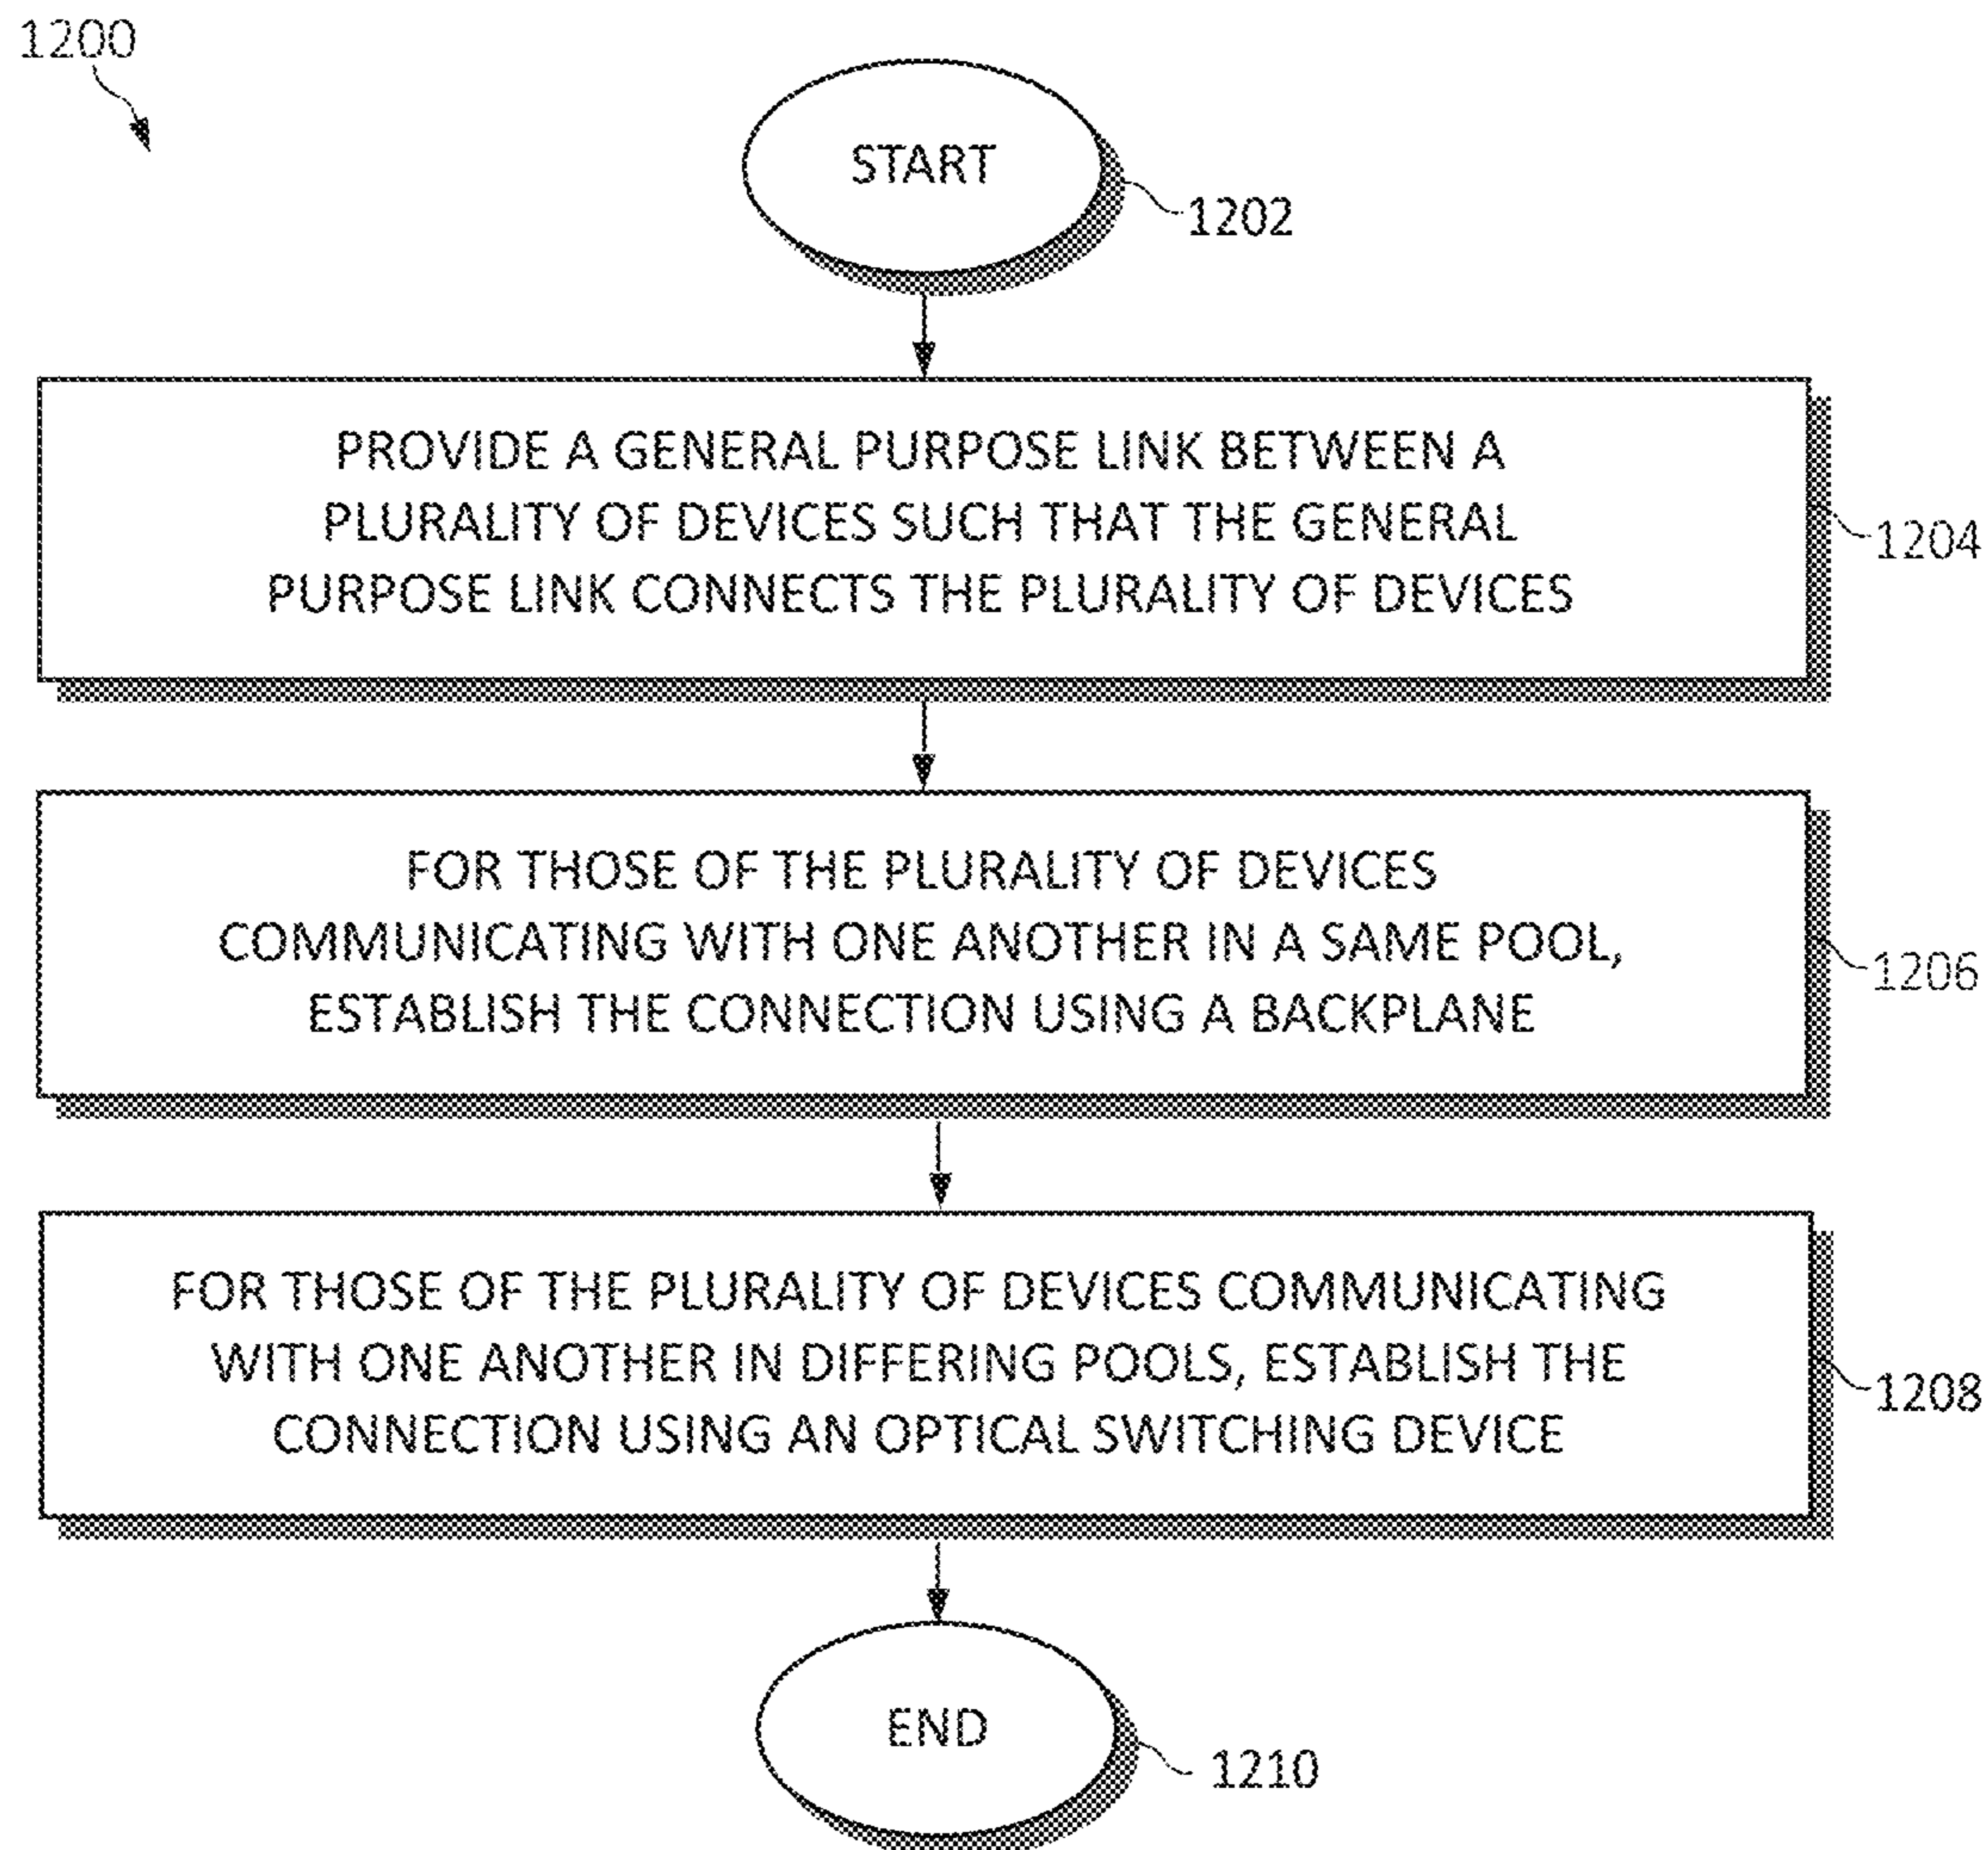 1200
START
1202
PROVIDE A GENERAL PURPOSE LINK BETWEEN A
PLURALITY OF DEVICES SUCH THAT THE GENERAL
PURPOSE LINK CONNECTS THE PLURALITY OF DEVICES
1204
FOR THOSE OF THE PLURALITY OF DEVICES
COMMUNICATING WITH ONE ANOTHER IN A SAME POOL,
ESTABLISH THE CONNECTION USING A BACKPLANE
1206
FOR THOSE OF THE PLURALITY OF DEVICES COMMUNICATING
WITH ONE ANOTHER IN DIFFERING POOLS, ESTABLISH THE
CONNECTION USING AN OPTICAL SWITCHING DEVICE
1208
END
1210